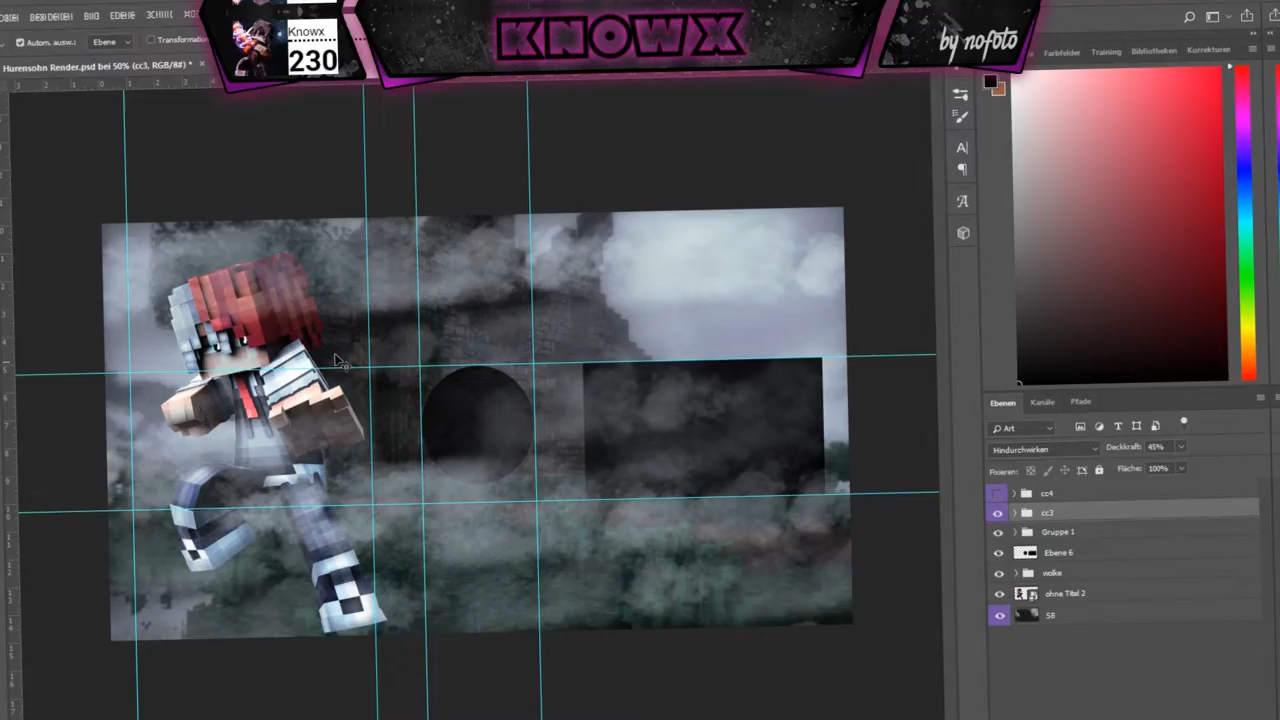 BILD EBENE
Autom. ausw.: Ebene Transformation
Hurensohn Render.psd bei 50% (cc3, RGB/8#) *
Knowx
230
KNOWX
by nofoto
Farbfelder Training Bibliotheken Korrekturen
Ebenen Kanäle Pfade
Art
Hindurchwirken Deckkraft: 45%
Fixieren: Fläche: 100%
cc4
cc3
Gruppe 1
Ebene 6
wolke
ohne Titel 2
SB